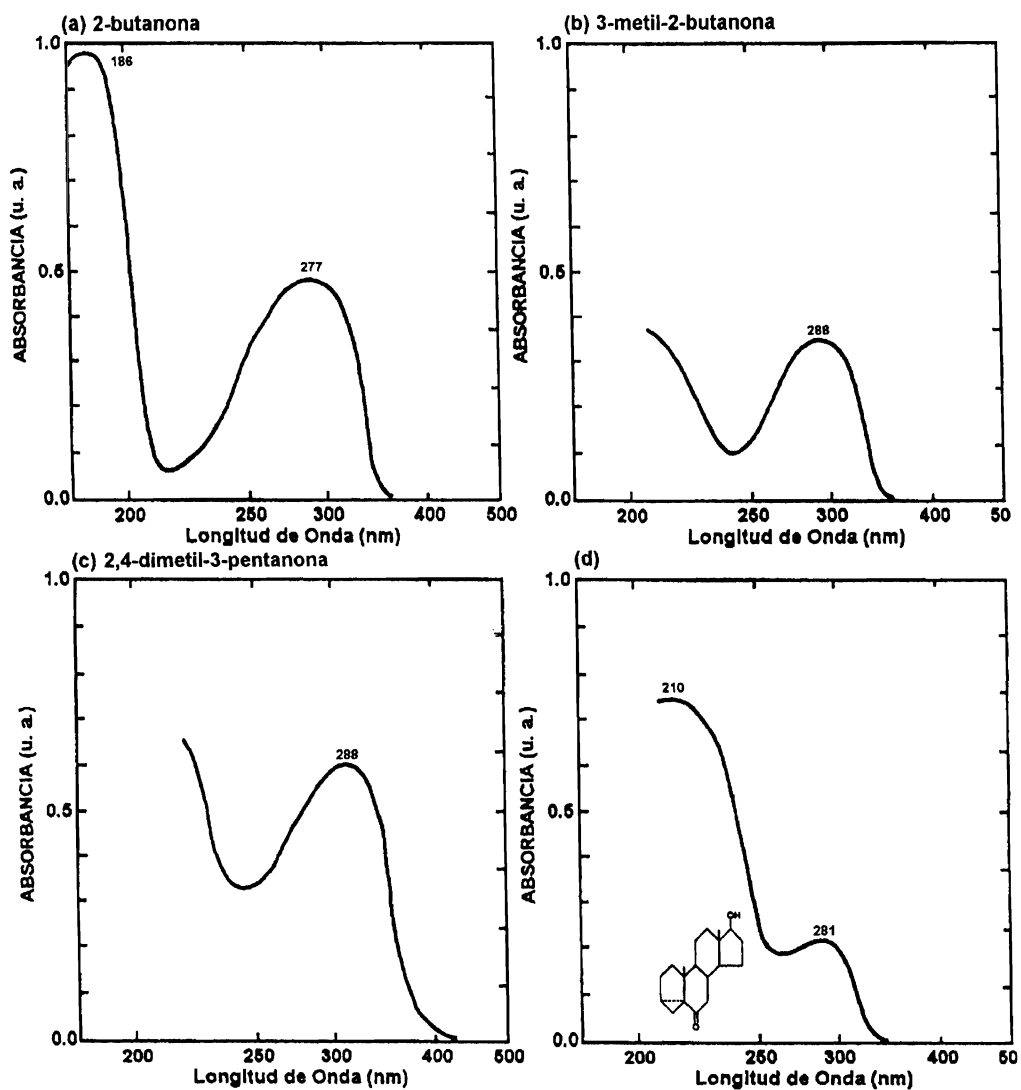 (a) 2-butanona
1.0
186
277
0.5
0.0
ABSORBANCIA (u. a.)
200 250 300 400 500
Longitud de Onda (nm)
(b) 3-metil-2-butanona
1.0
288
0.5
0.0
ABSORBANCIA (u. a.)
200 250 300 400 50
Longitud de Onda (nm)
(c) 2,4-dimetil-3-pentanona
1.0
288
0.5
0.0
ABSORBANCIA (u. a.)
200 250 300 400 500
Longitud de Onda (nm)
(d)
1.0
210
281
0.5
0.0
OH
O
ABSORBANCIA (u. a.)
200 250 300 400 50
Longitud de Onda (nm)